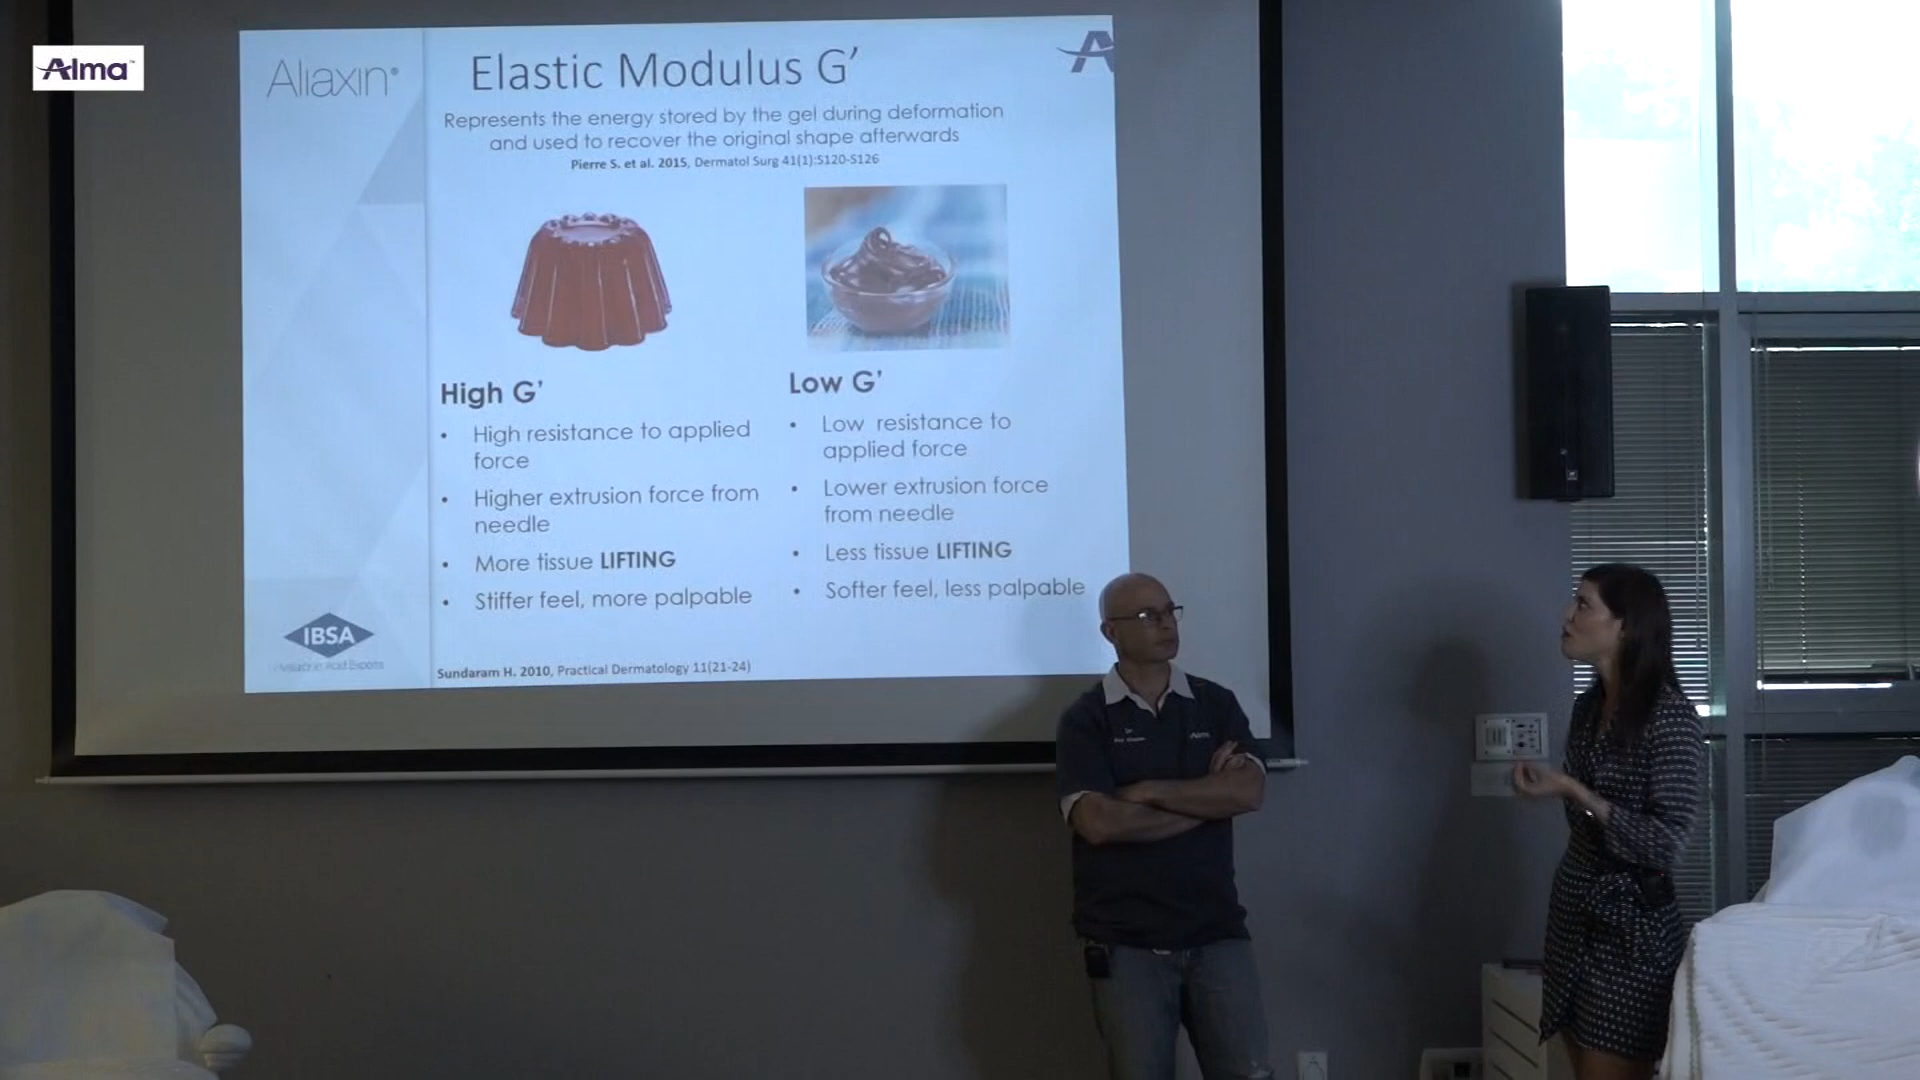 Alma™
Aliaxin®
Elastic Modulus G’
Represents the energy stored by the gel during deformation
and used to recover the original shape afterwards
Pierre S. et al. 2015, Dermatol Surg 41(1):S120-S126
High G’
• High resistance to applied
force
• Higher extrusion force from
needle
• More tissue LIFTING
• Stiffer feel, more palpable
Low G’
• Low resistance to
applied force
• Lower extrusion force
from needle
• Less tissue LIFTING
• Softer feel, less palpable
IBSA
Sundaram H. 2010, Practical Dermatology 11(21-24)
Alma